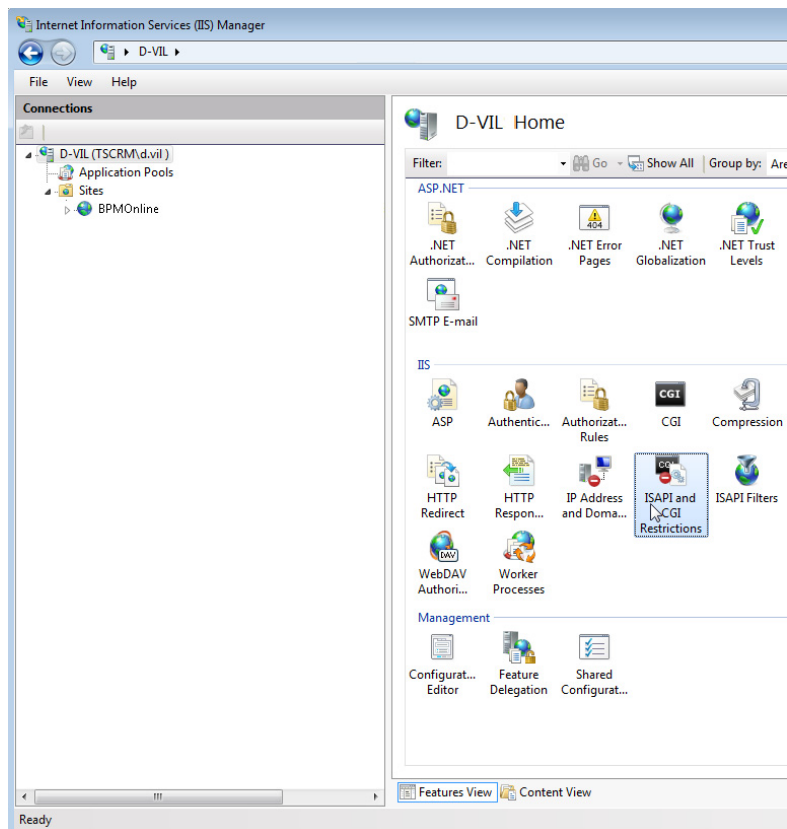 Internet Information Services (IIS) Manager
D-VIL
File View Help
Connections
D-VIL (TSCRM\d.vil )
Application Pools
Sites
BPMOnline
D-VIL Home
Filter: Go Show All Group by: Are
ASP.NET
.NET Authorizat...
.NET Compilation
404
.NET Error Pages
.NET Globalization
.NET Trust Levels
SMTP E-mail
IIS
ASP
Authentic...
Authorizat... Rules
CGI
CGI
Compression
HTTP Redirect
HTTP Respon...
IP Address and Doma...
ISAPI and CGI Restrictions
ISAPI Filters
DAV
WebDAV Authori...
Worker Processes
Management
Configurat... Editor
Feature Delegation
Shared Configurat...
Features View Content View
Ready